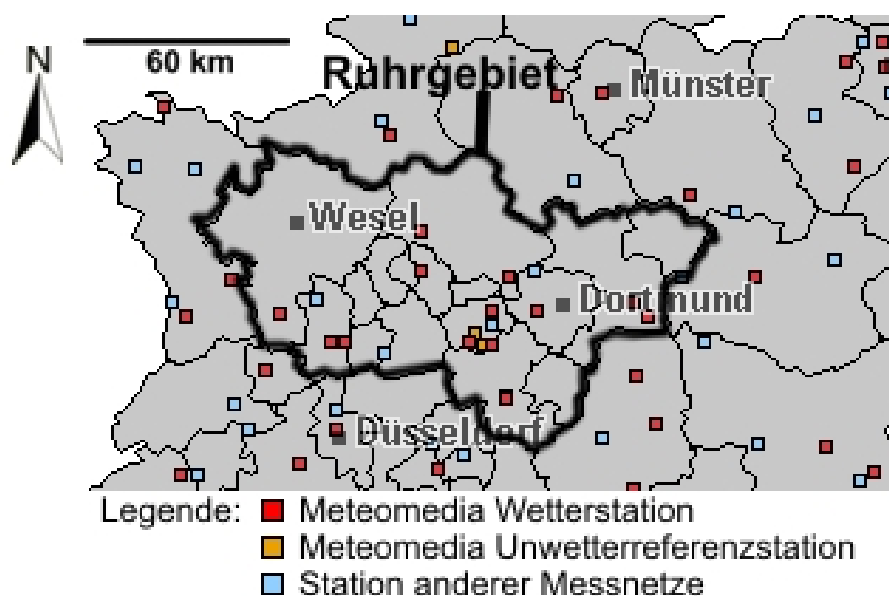 N
60 km
Ruhrgebiet
Münster
Wesel
Dortmund
Düsseldorf
Legende:
Meteomedia Wetterstation
Meteomedia Unwetterreferenzstation
Station anderer Messnetze